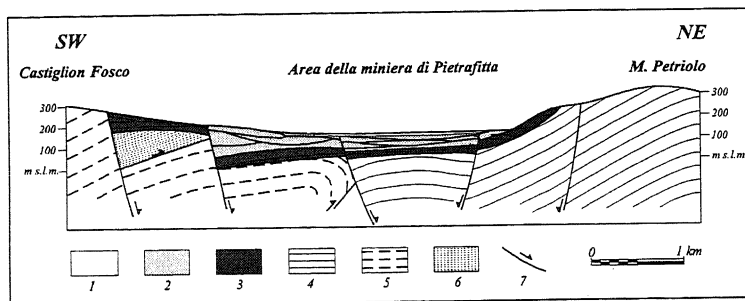 SW
NE
Castiglion Fosco
Area della miniera di Pietrafitta
M. Petriolo
300
200
100
m s.l.m.
300
200
100
m s.l.m.
1
2
3
4
5
6
7
0 1 km